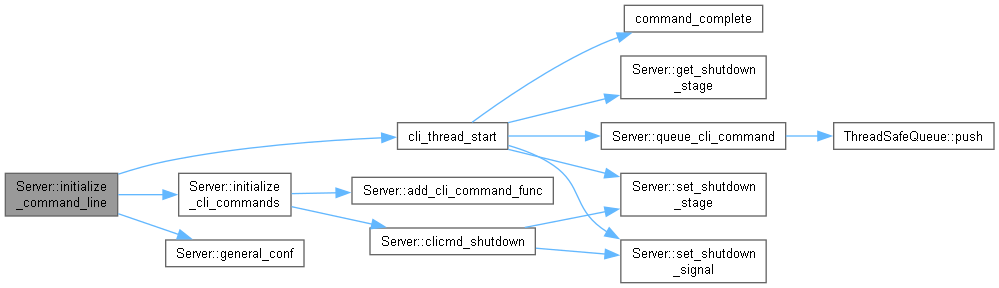 command_complete
Server::get_shutdown
_stage
cli_thread_start
Server::queue_cli_command
ThreadSafeQueue::push
Server::initialize
_command_line
Server::initialize
_cli_commands
Server::add_cli_command_func
Server::set_shutdown
_stage
Server::clicmd_shutdown
Server::general_conf
Server::set_shutdown
_signal